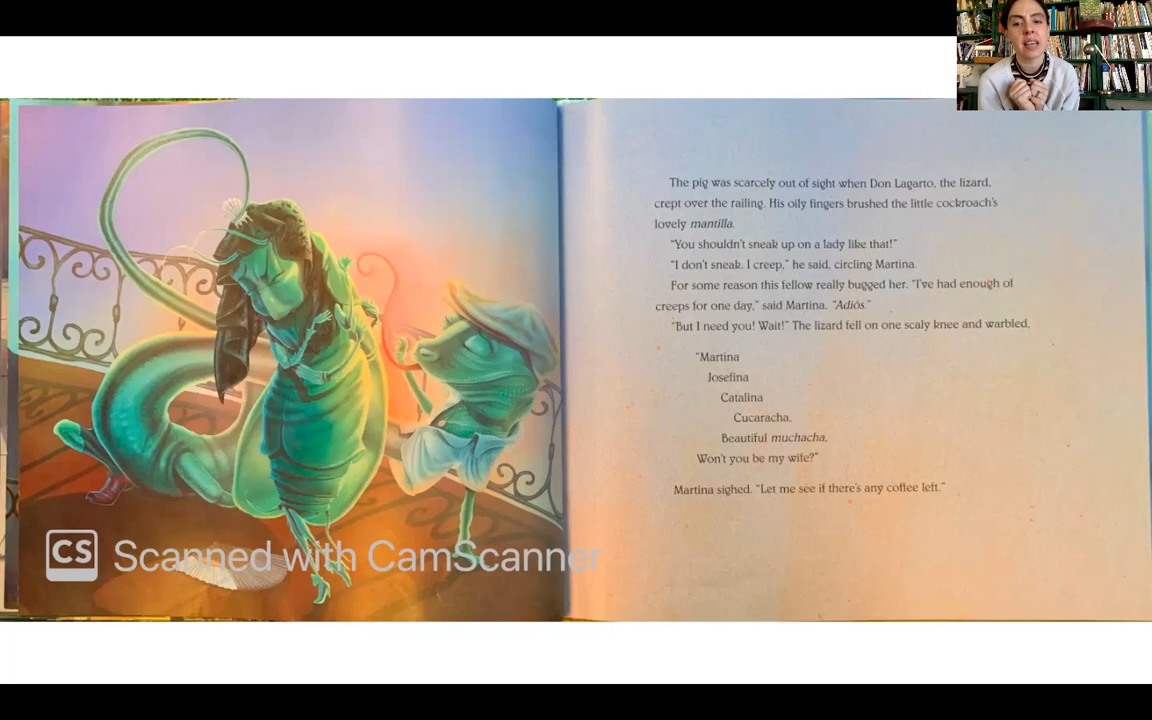 The pig was scarcely out of sight when Don Lagarto, the lizard,
crept over the railing. His oily fingers brushed the little cockroach's
lovely mantilla.
"You shouldn't sneak up on a lady like that!"
"I don't sneak. I creep," he said, circling Martina.
For some reason this fellow really bugged her. "I've had enough of
creeps for one day," said Martina. "Adiós."
"But I need you! Wait!" The lizard fell on one scaly knee and warbled,
"Martina
Josefina
Catalina
Cucaracha,
Beautiful muchacha,
Won't you be my wife?"
Martina sighed. "Let me see if there's any coffee left."
CS Scanned with CamScanner